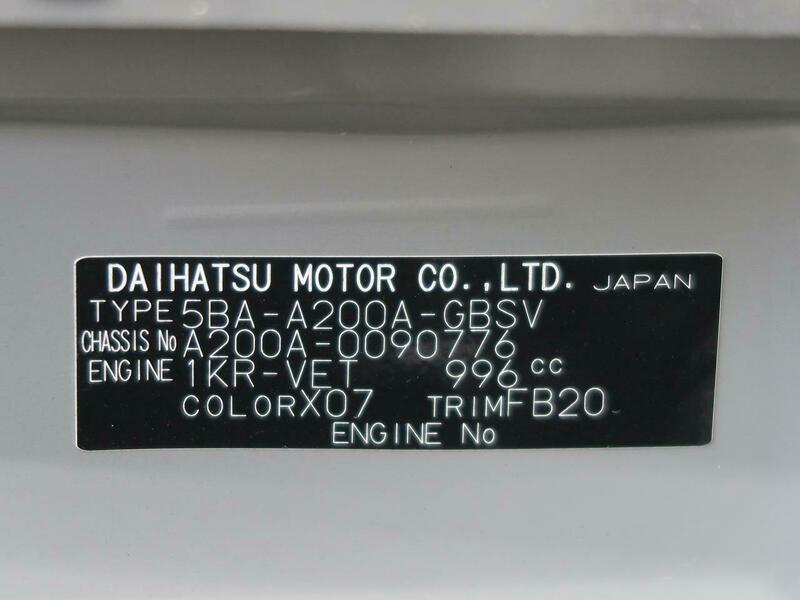 DAIHATSU MOTOR CO.,LTD. JAPAN
TYPE 5BA-A200A-GBSV
CHASSIS No A200A-0090776
ENGINE 1KR-VET 996cc
COLOR X07 TRIM FB20
ENGINE No